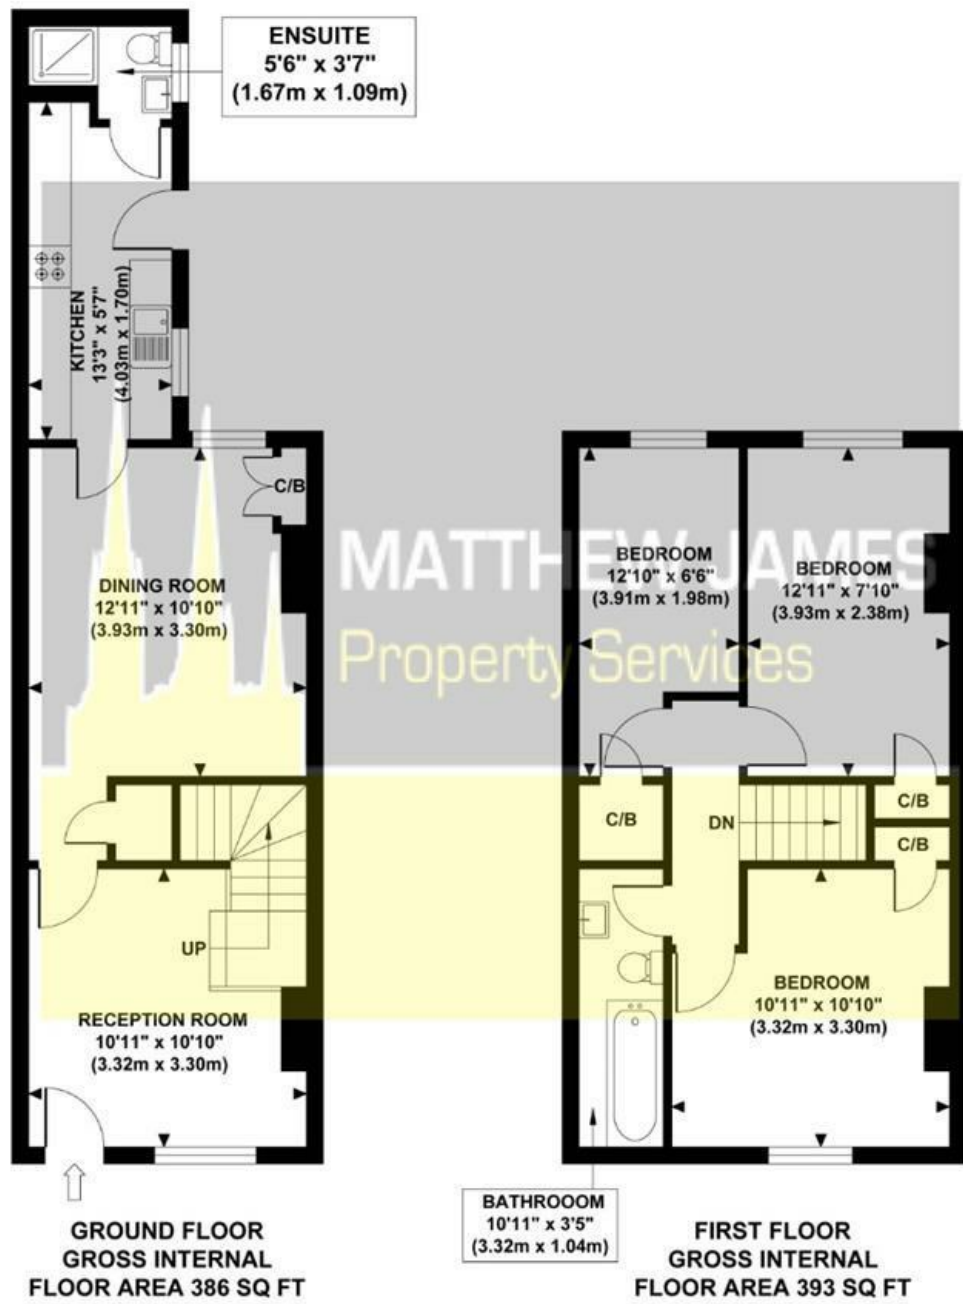 ENSUITE
5'6" x 3'7"
(1.67m x 1.09m)
KITCHEN
13'3" x 5'7"
(4.03m x 1.70m)
C/B
DINING ROOM
12'11" x 10'10"
(3.93m x 3.30m)
MATTHEW JAMES
Property Services
BEDROOM
12'10" x 6'6"
(3.91m x 1.98m)
BEDROOM
12'11" x 7'10"
(3.93m x 2.38m)
C/B
DN
C/B
C/B
UP
RECEPTION ROOM
10'11" x 10'10"
(3.32m x 3.30m)
BEDROOM
10'11" x 10'10"
(3.32m x 3.30m)
BATHROOOM
10'11" x 3'5"
(3.32m x 1.04m)
GROUND FLOOR
GROSS INTERNAL
FLOOR AREA 386 SQ FT
FIRST FLOOR
GROSS INTERNAL
FLOOR AREA 393 SQ FT